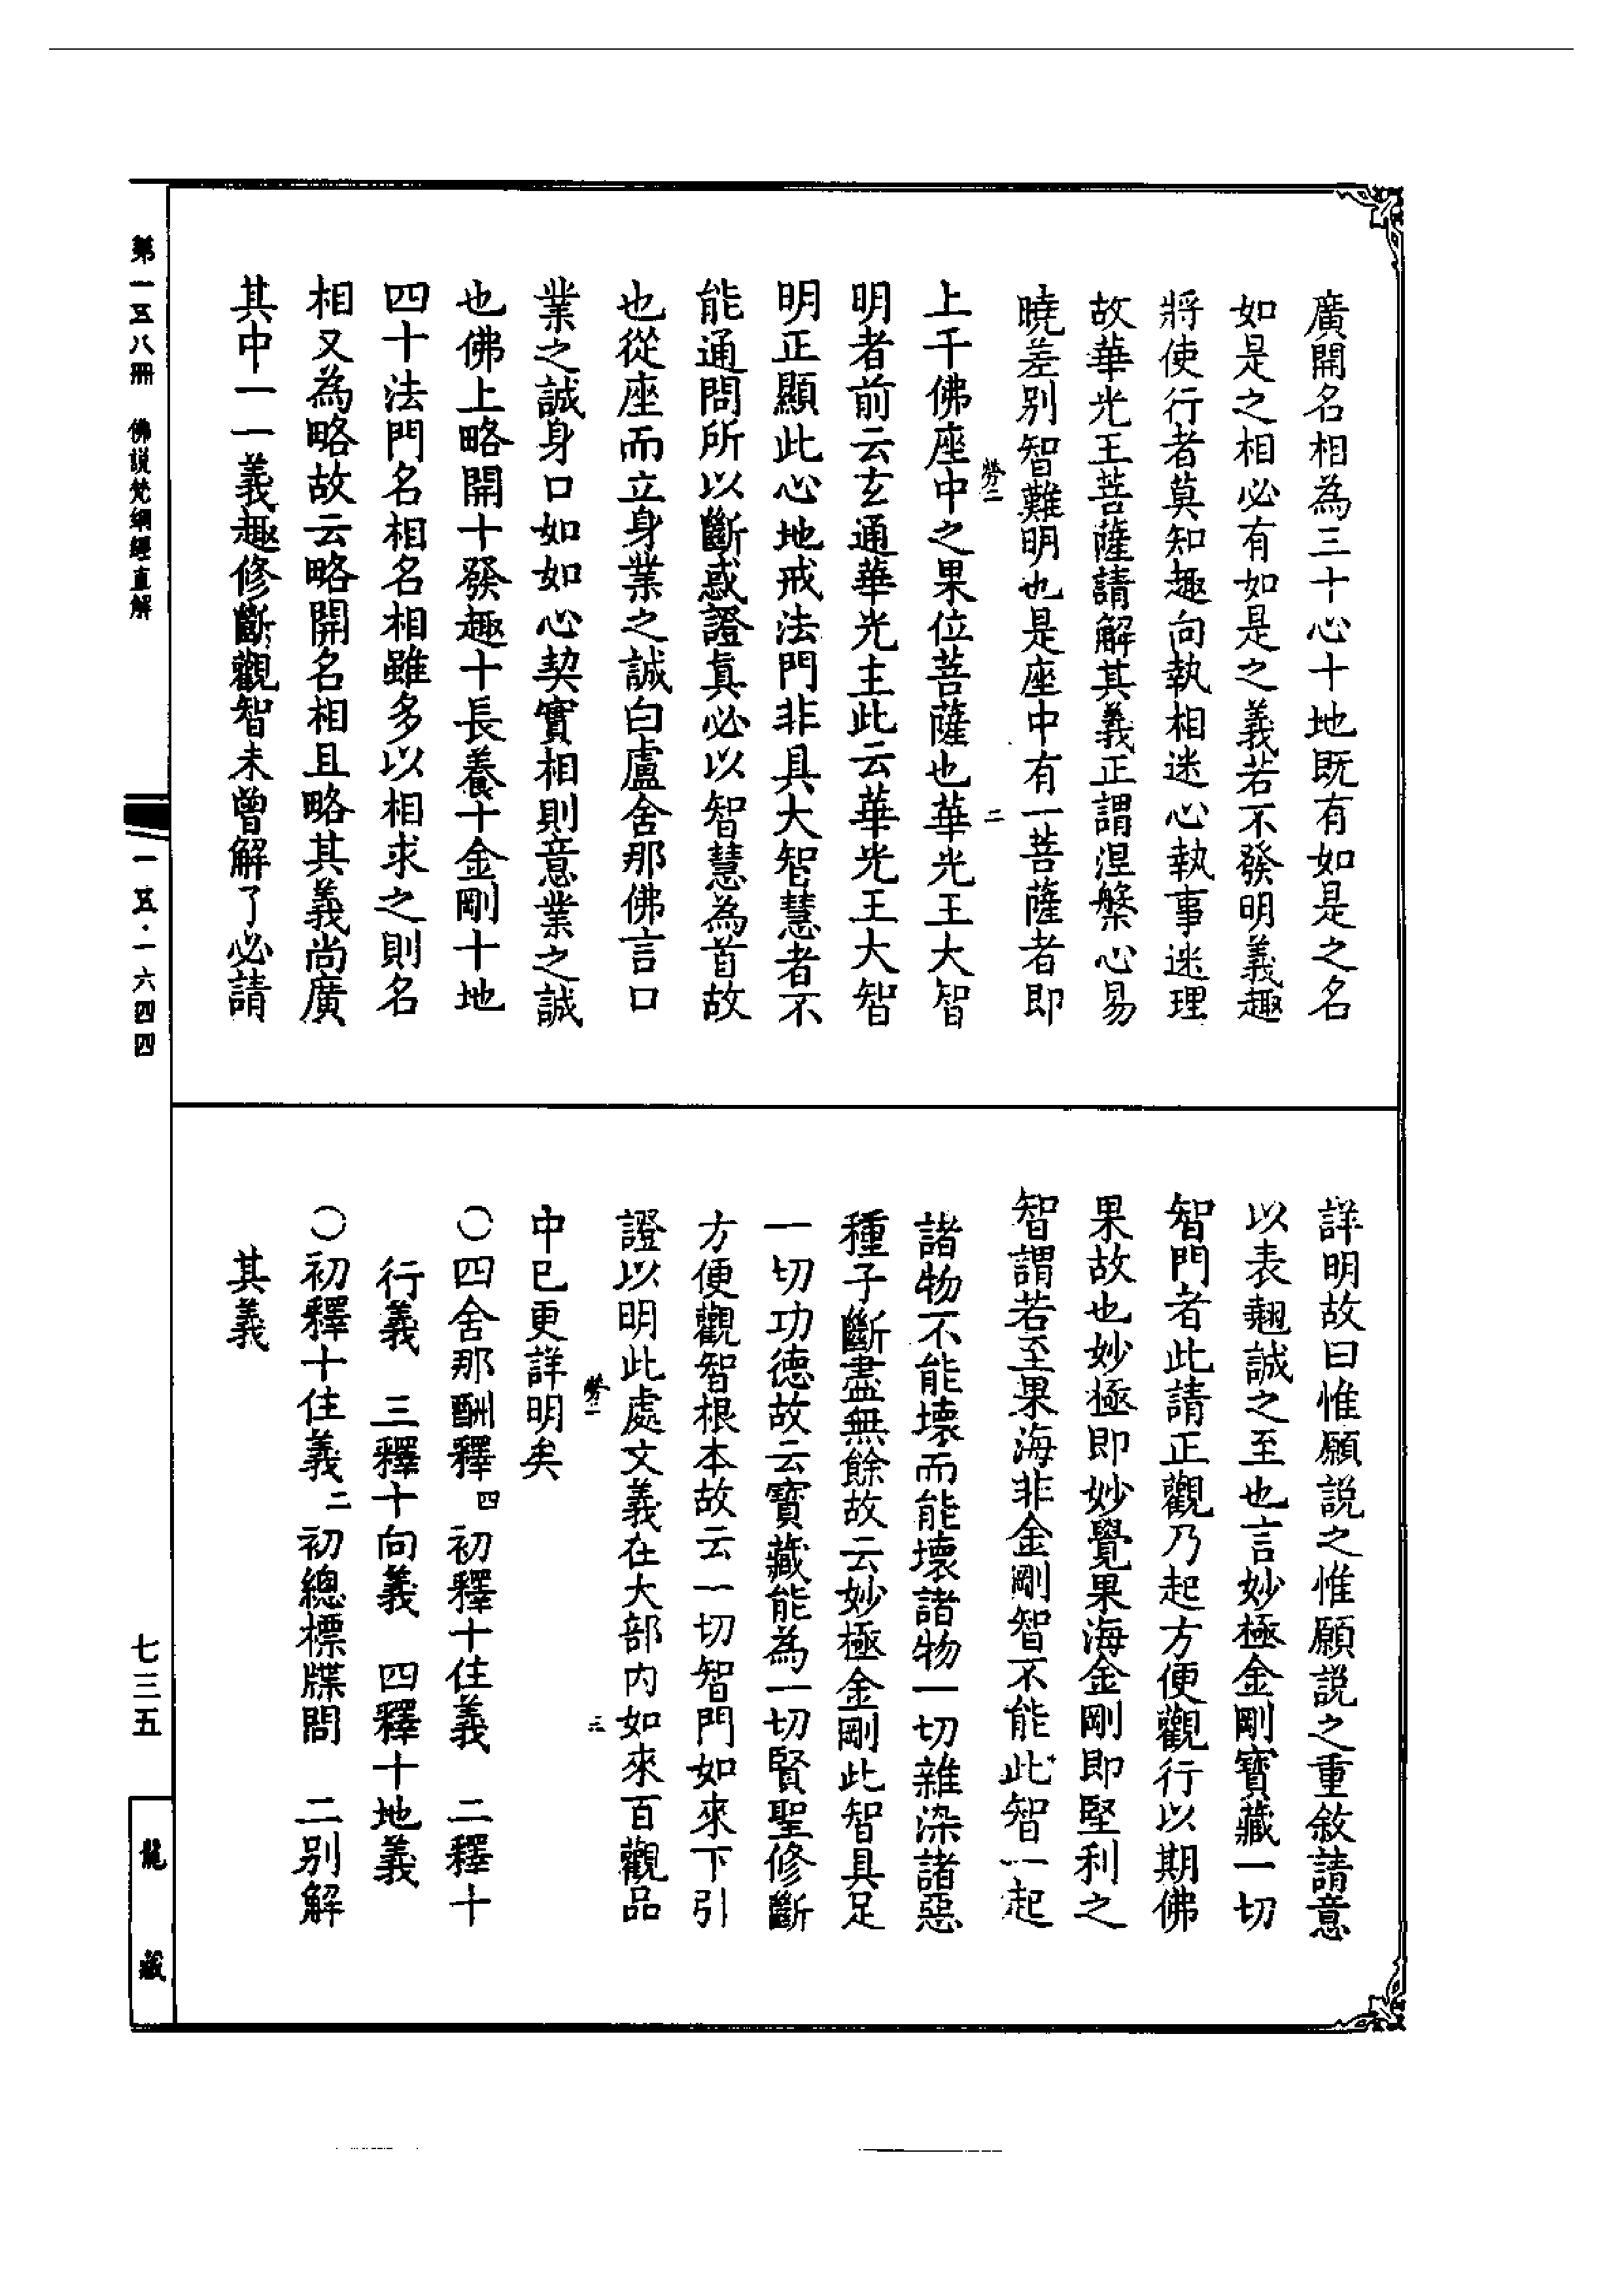 廣開名相為三十心十地既有如是之名
如是之相必有如是之義若不發明義趣
將使行者莫知趣向執相迷心執事迷理
故華光王菩薩請解其義正謂涅槃心易
曉差別智難明也是座中有一菩薩者即
勞二 二
上千佛座中之果位菩薩也華光王大智
明者前云玄通華光主此云華光王大智
明正顯此心地戒法門非具大智慧者不
能通問所以斷惑證真必以智慧為首故
也從座而立身業之誠白盧舍那佛言口
業之誠身口如如如心契實相則意業之誠
也佛上略開十發趣十長養十金剛十地
四十法門名相名相雖多以相求之則名
相又為略故云略開名相且略其義尚廣
其中一一義趣修斷觀智未曾解了必請
詳明故曰惟願說之惟願說之重敘請意
以表翹誠之至也言妙極金剛寶藏一切
智門者此請正觀乃起方便觀行以期佛
果故也妙極即妙覺果海金剛即堅利之
智謂若至果海非金剛智不能此智一起
諸物不能壞而能壞諸物一切雜染諸惡
種子斷盡無餘故云妙極金剛此智具足
一切功德故云寶藏能為一切賢聖修斷
方便觀智根本故云一切智門如來下引
證以明此處文義在大部內如來百觀品
勞二 三
中已更詳明矣
〇四舍那酬釋四 初釋十住義 二釋十
行義 三釋十向義 四釋十地義
〇初釋十住義二 初總標牒問 二別解
其義
第一五八冊 佛說梵網經直解
一五·一六四四
七三五
龍藏